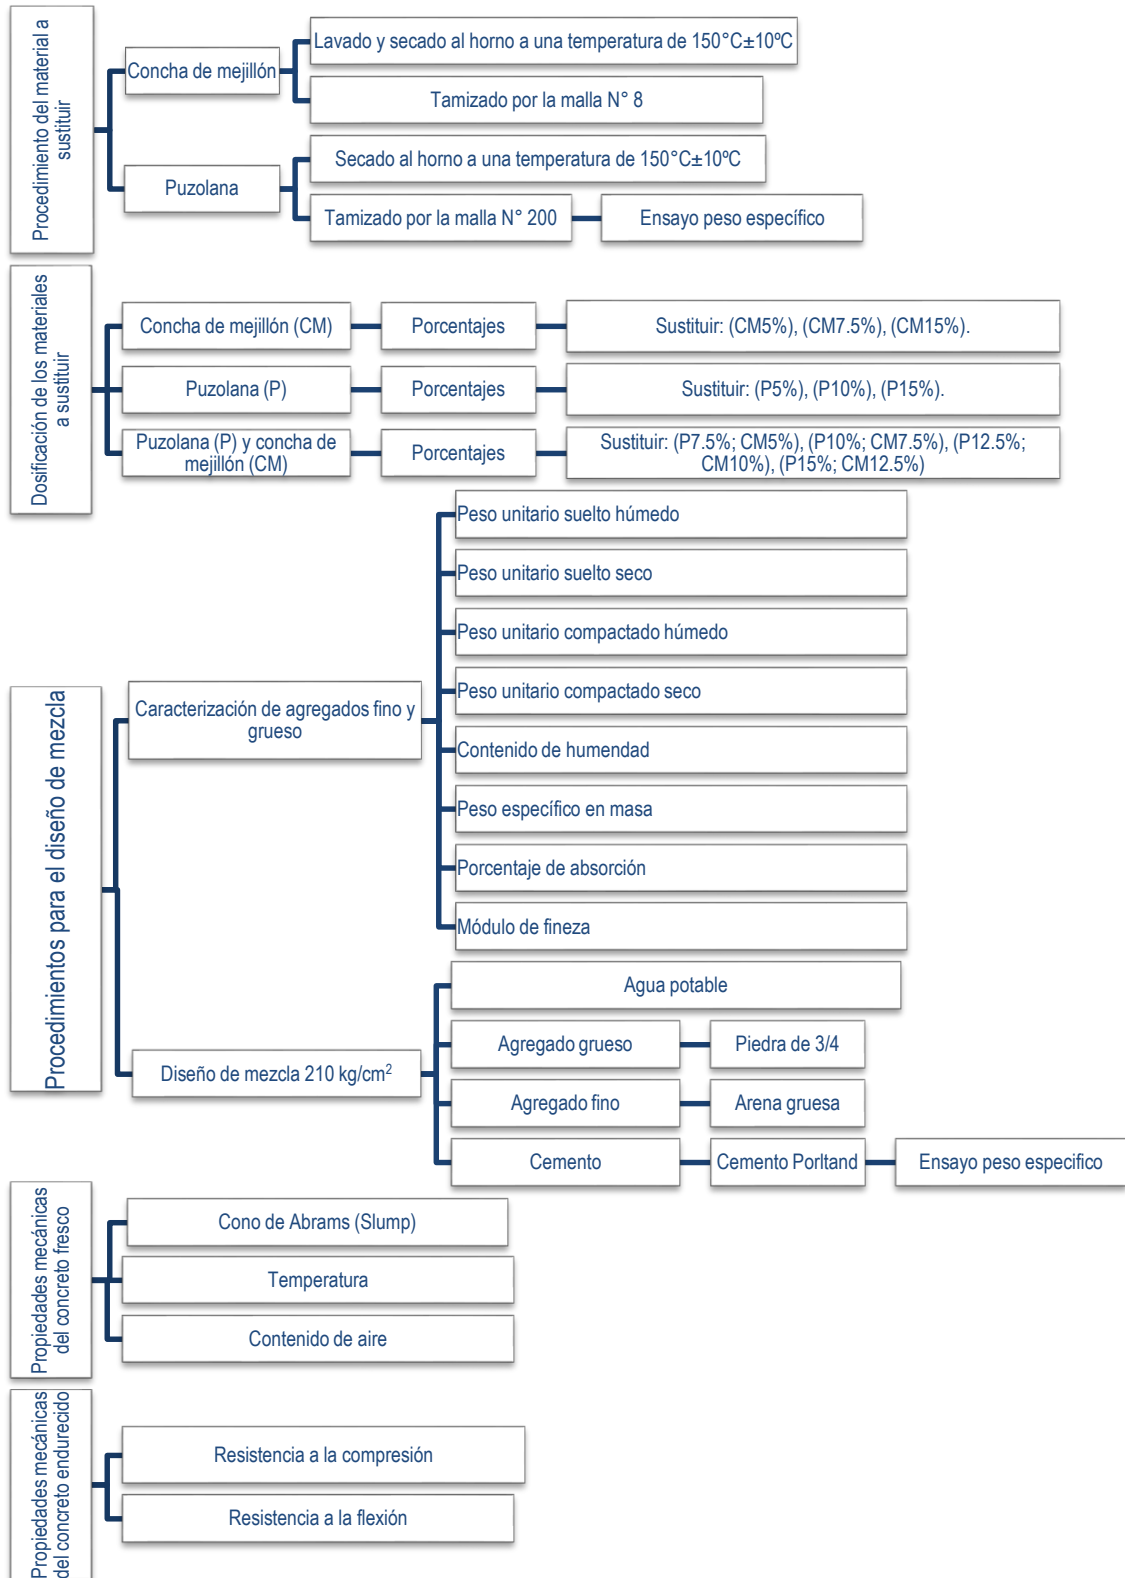 Procedimiento del material a
sustituir
Concha de mejillón
Lavado y secado al horno a una temperatura de 150°C±10ºC
Tamizado por la malla N° 8
Puzolana
Secado al horno a una temperatura de 150°C±10ºC
Tamizado por la malla N° 200
Ensayo peso específico
Dosificación de los materiales
a sustituir
Concha de mejillón (CM)
Porcentajes
Sustituir: (CM5%), (CM7.5%), (CM15%).
Puzolana (P)
Porcentajes
Sustituir: (P5%), (P10%), (P15%).
Puzolana (P) y concha de
mejillón (CM)
Porcentajes
Sustituir: (P7.5%; CM5%), (P10%; CM7.5%), (P12.5%;
CM10%), (P15%; CM12.5%)
Procedimientos para el diseño de mezcla
Caracterización de agregados fino y
grueso
Peso unitario suelto húmedo
Peso unitario suelto seco
Peso unitario compactado húmedo
Peso unitario compactado seco
Contenido de humendad
Peso específico en masa
Porcentaje de absorción
Módulo de fineza
Diseño de mezcla 210 kg/cm²
Agua potable
Agregado grueso
Piedra de 3/4
Agregado fino
Arena gruesa
Cemento
Cemento Porltand
Ensayo peso especifico
Propiedades mecánicas
del concreto fresco
Cono de Abrams (Slump)
Temperatura
Contenido de aire
Propiedades mecánicas
del concreto endurecido
Resistencia a la compresión
Resistencia a la flexión